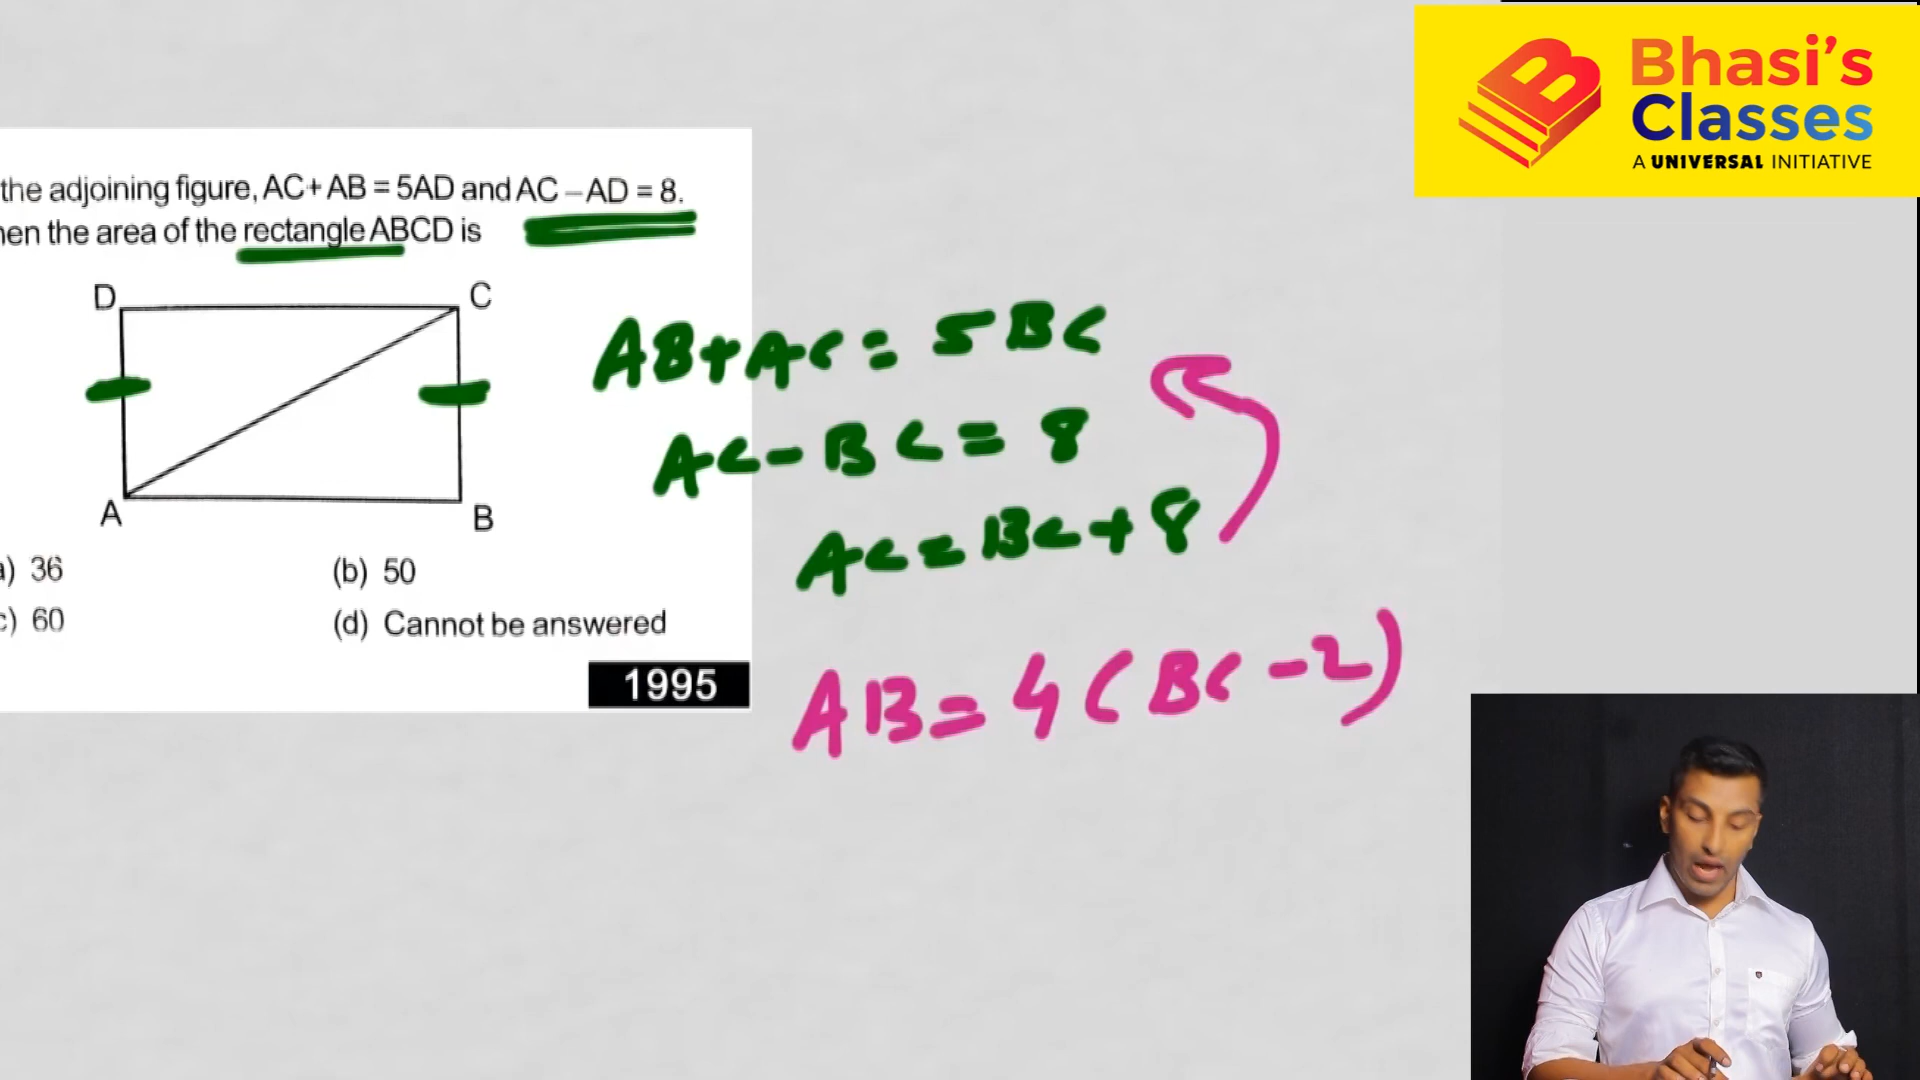 Bhasi's
Classes
A UNIVERSAL INITIATIVE
the adjoining figure, AC+ AB = 5AD and AC – AD = 8.
the area of the rectangle ABCD is
D
C
A
B
36
(b) 50
60
(d) Cannot be answered
1995
AB+AC= 5BC
AC-BC= 8
AC=BC+8
AB=4(BC-2)